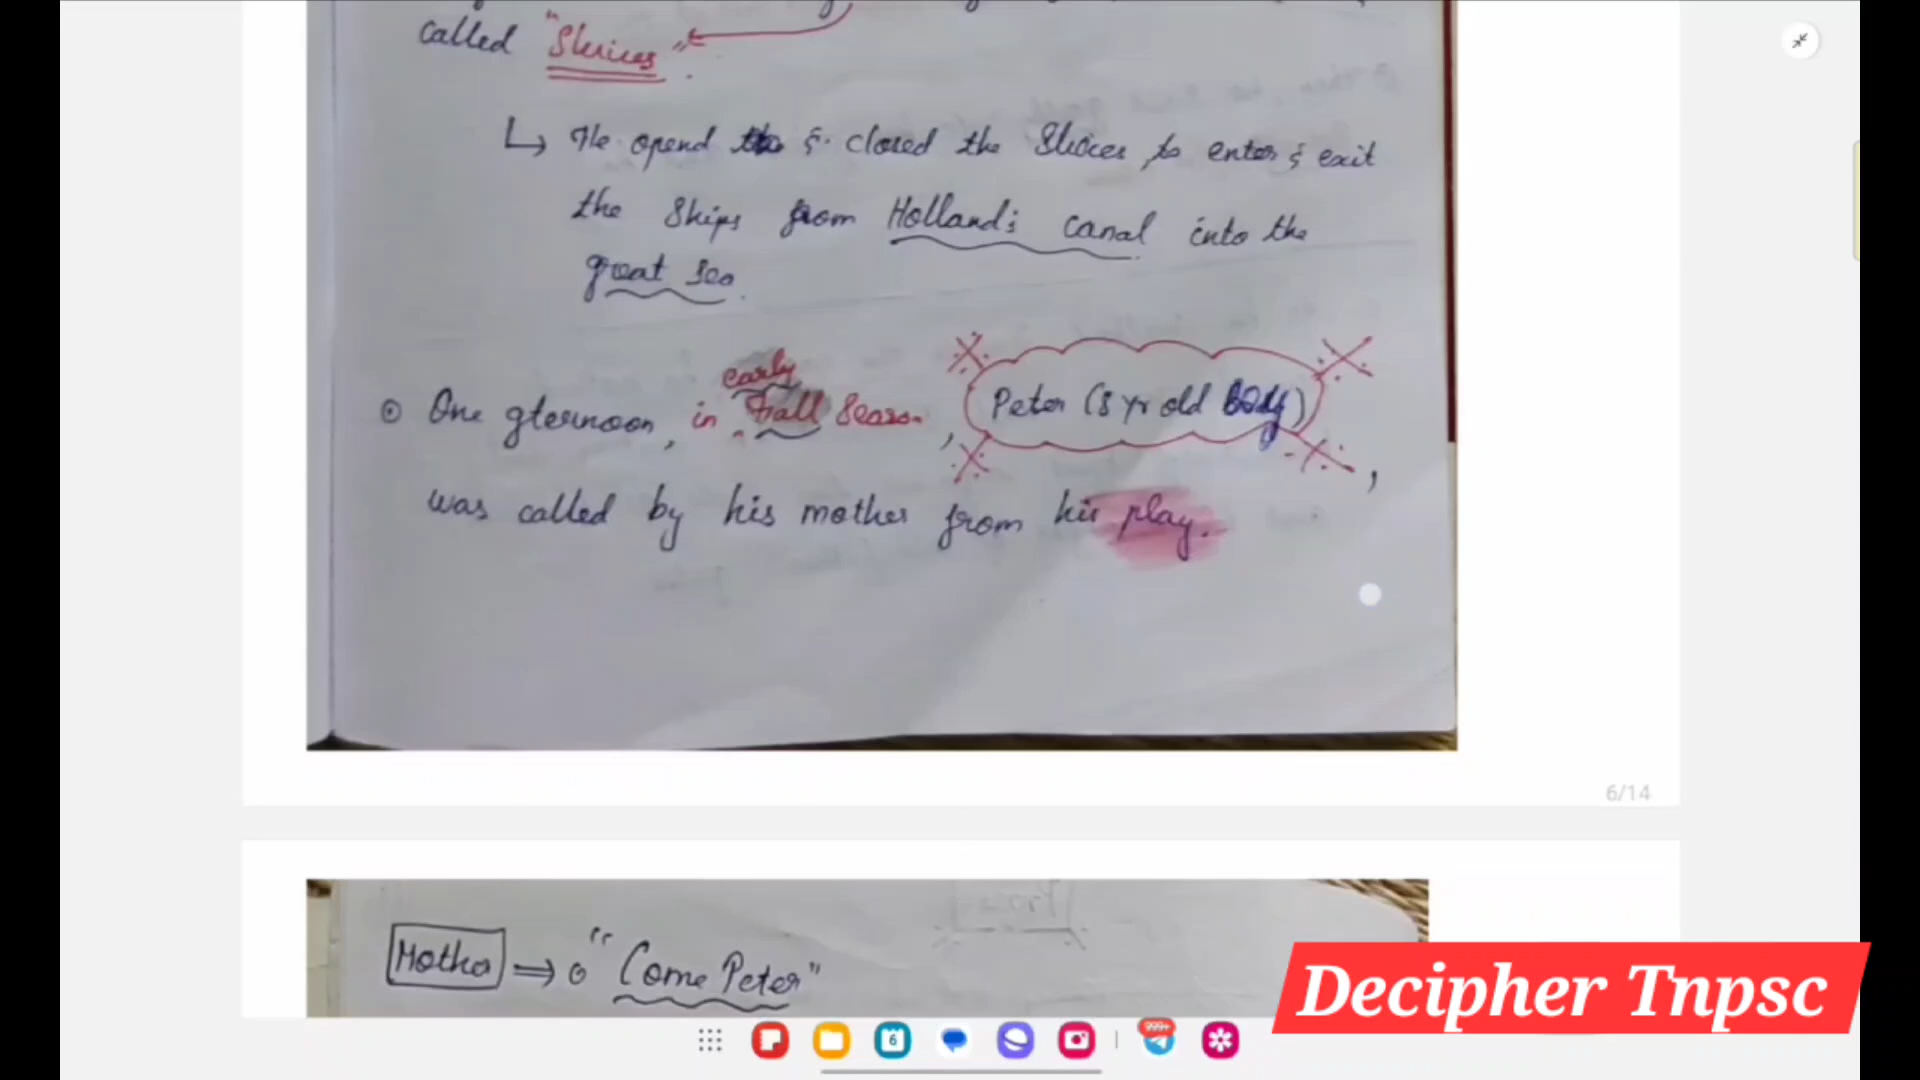 called "Sluices".
↳ He opend & closed the Sluices, to enter & exit
the Ships from Holland's canal into the
great sea.
early
⊙ One afternoon, in Fall Season, Peter (8 yr old Boy),
was called by his mother from his play.
6/14
Mother ⇒ o "Come Peter"
Decipher Tnpsc
6
999+